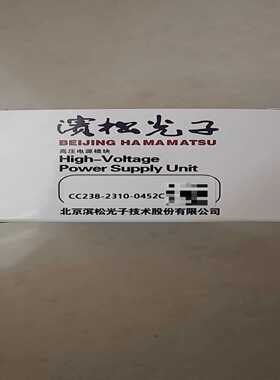 濱松光子
BEIJING HAMAMATSU
高压电源模块
High-Voltage
Power Supply Unit
CC238-2310-0452C
北京滨松光子技术股份有限公司